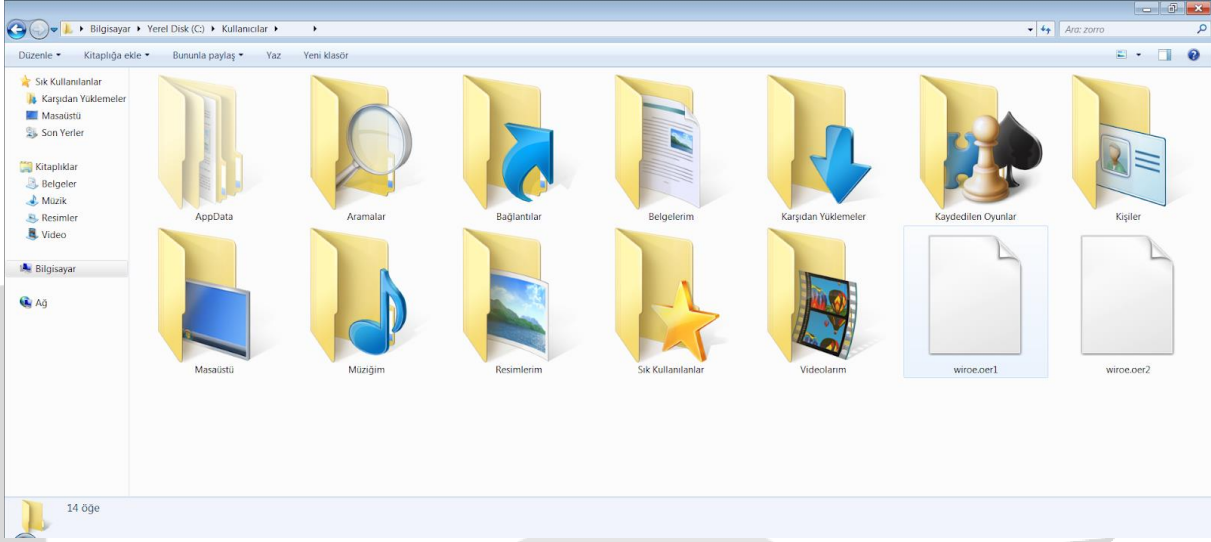 Bilgisayar Yerel Disk (C:) Kullanıcılar Ara: zorro
Düzenle Kitaplığa ekle Bununla paylaş Yaz Yeni klasör
Sık Kullanılanlar
Karşıdan Yüklemeler
Masaüstü
Son Yerler
Kitaplıklar
Belgeler
Müzik
Resimler
Video
Bilgisayar
Ağ
AppData Aramalar Bağlantılar Belgelerim Karşıdan Yüklemeler Kaydedilen Oyunlar Kişiler
Masaüstü Müziğim Resimlerim Sık Kullanılanlar Videolarım wiroe.oer1 wiroe.oer2
14 öğe